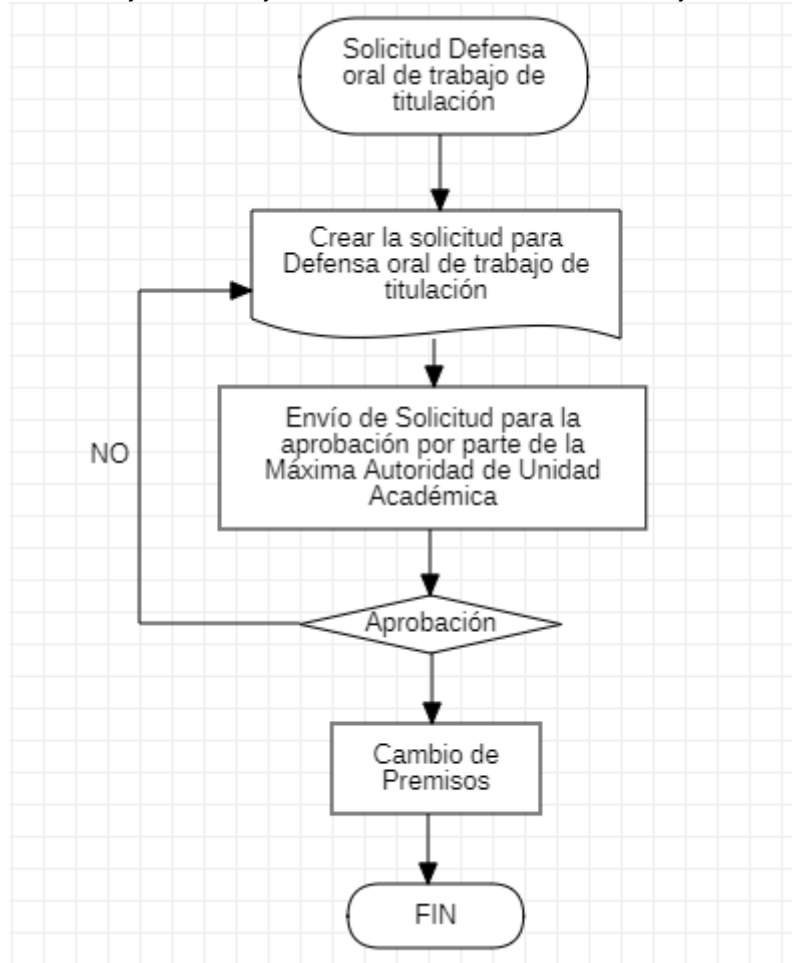 Solicitud Defensa
oral de trabajo de
titulación
Crear la solicitud para
Defensa oral de trabajo de
titulación
Envío de Solicitud para la
aprobación por parte de la
Máxima Autoridad de Unidad
Académica
NO
Aprobación
Cambio de
Premisos
FIN